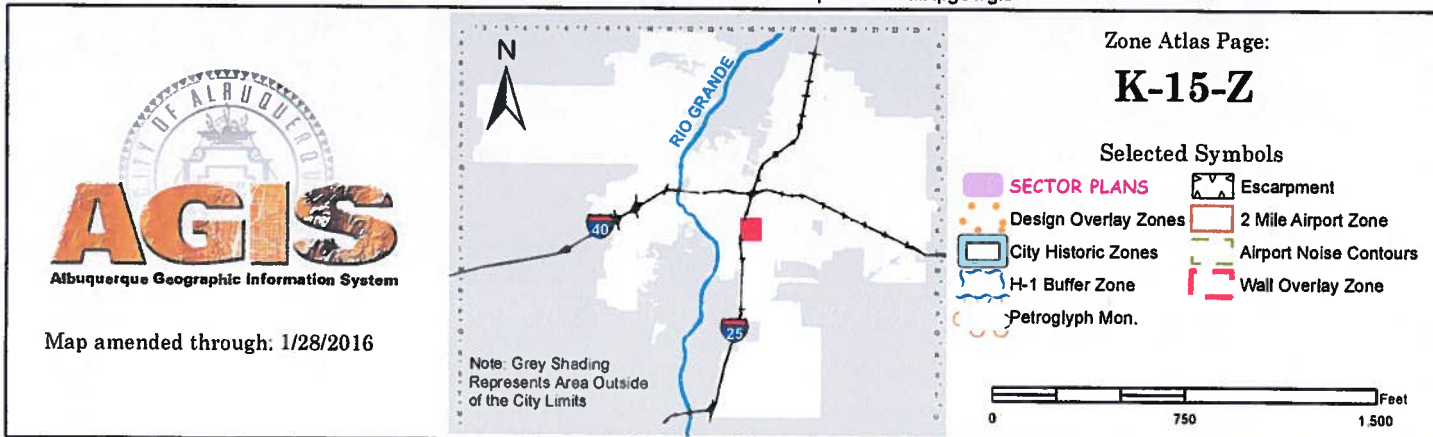 CITY OF ALBUQUERQUE
AGIS
Albuquerque Geographic Information System
Map amended through: 1/28/2016
N
RIO GRANDE
40
25
Note: Grey Shading
Represents Area Outside
of the City Limits
Zone Atlas Page:
K-15-Z
Selected Symbols
SECTOR PLANS
Escarpment
Design Overlay Zones
2 Mile Airport Zone
City Historic Zones
Airport Noise Contours
H-1 Buffer Zone
Wall Overlay Zone
Petroglyph Mon.
Feet
0
750
1,500